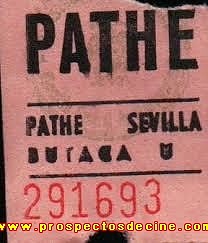 PATHE
PATHE SEVILLA
BUTACA U
291693
www.prospectosdecine.com